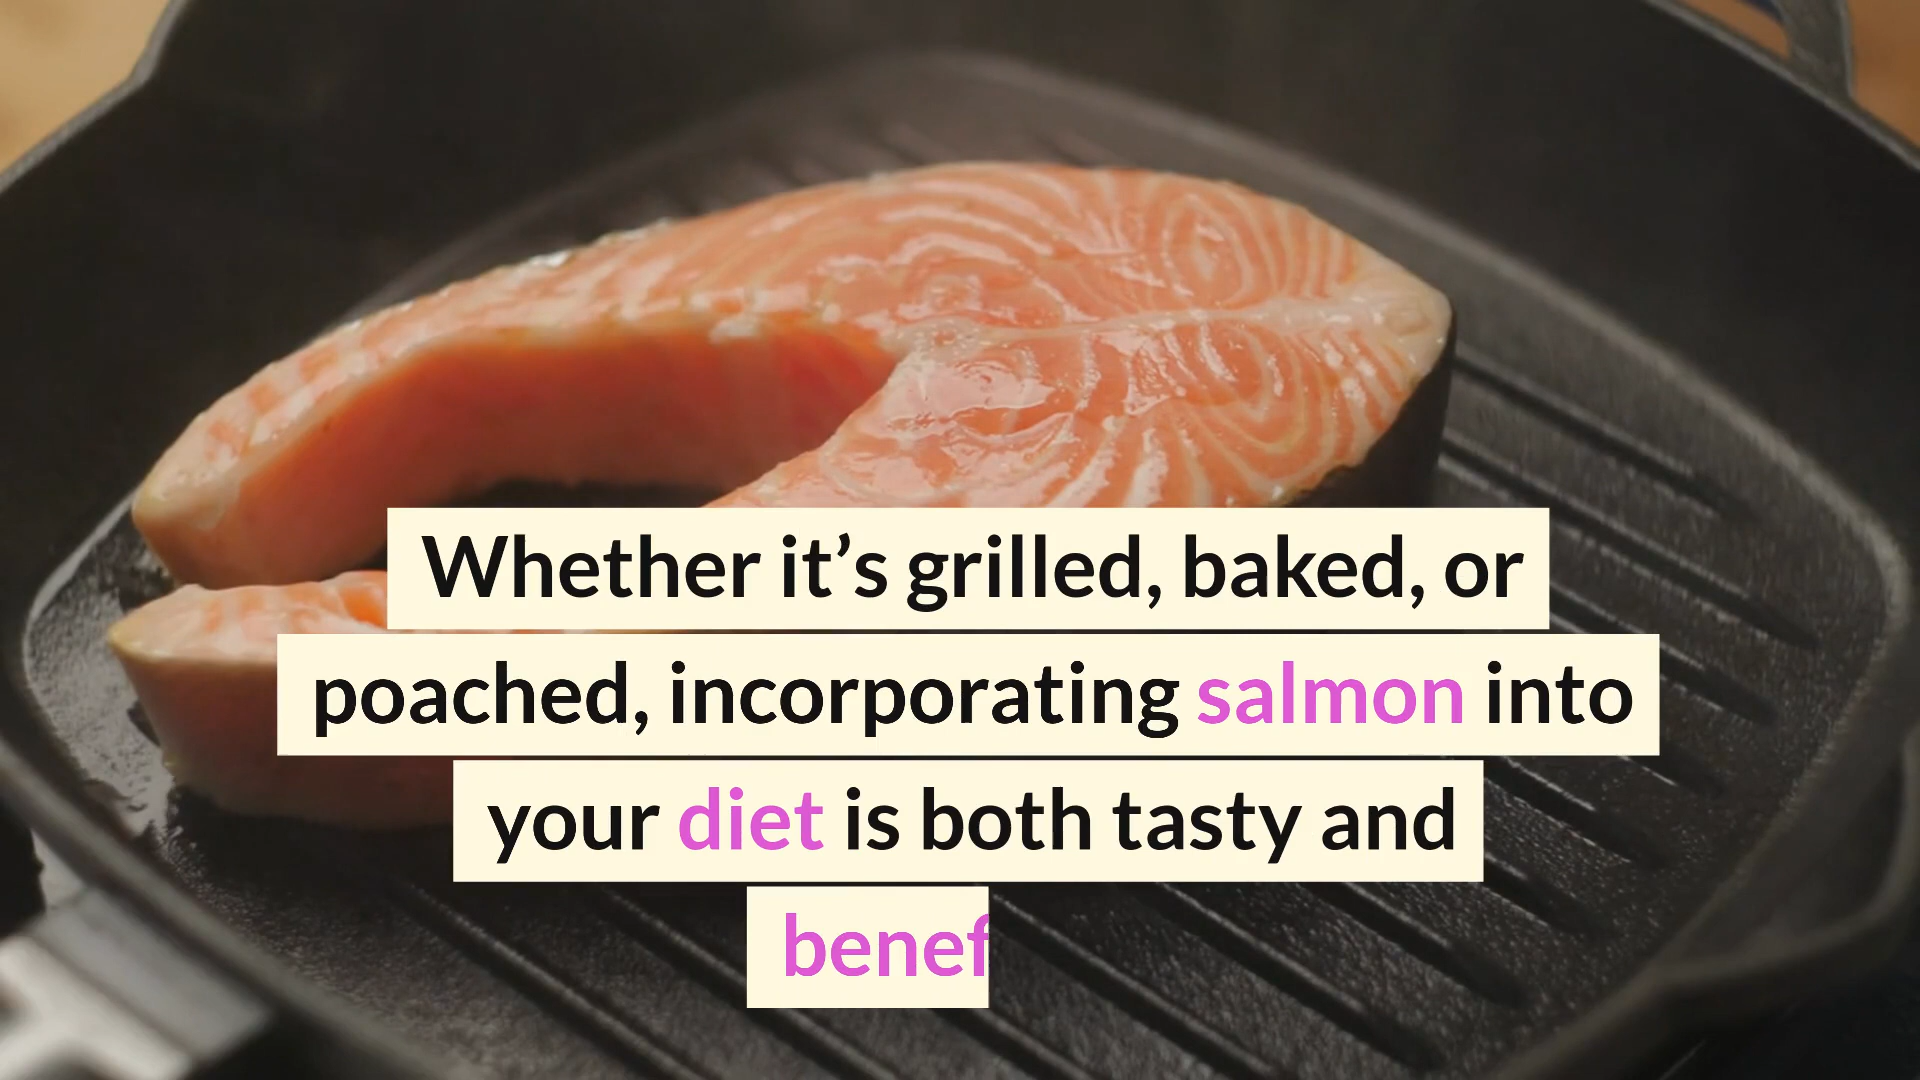 Whether it’s grilled, baked, or
poached, incorporating salmon into
your diet is both tasty and
benef